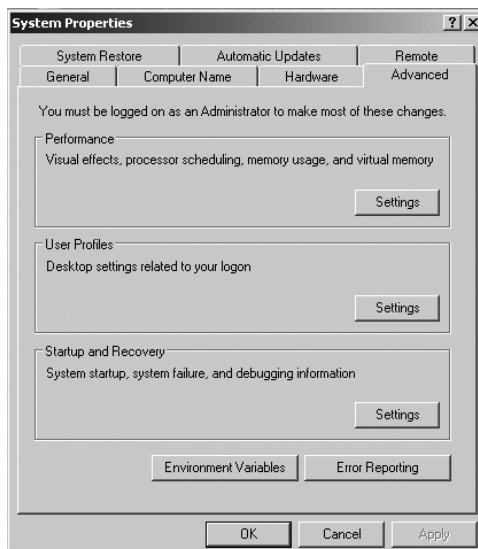 System Properties
System Restore Automatic Updates Remote
General Computer Name Hardware Advanced
You must be logged on as an Administrator to make most of these changes.
Performance
Visual effects, processor scheduling, memory usage, and virtual memory
Settings
User Profiles
Desktop settings related to your logon
Settings
Startup and Recovery
System startup, system failure, and debugging information
Settings
Environment Variables Error Reporting
OK Cancel Apply